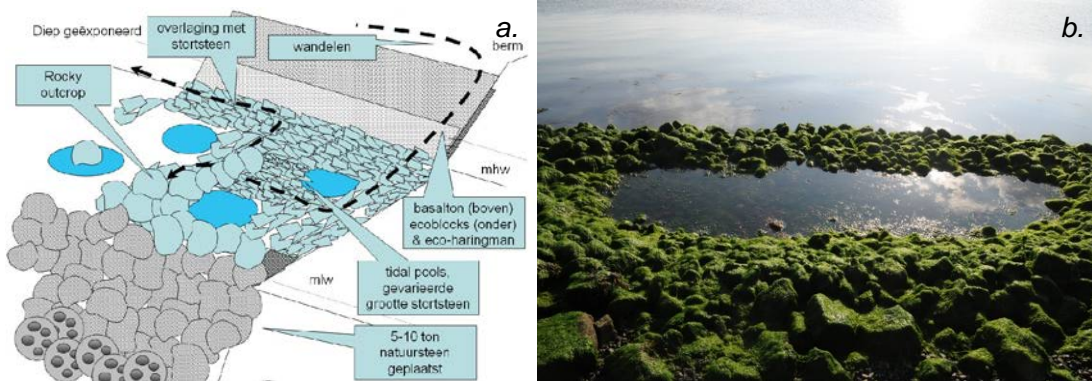 Diep geëxponeerd
overlaging met
stortsteen
wandelen
a.
berm
Rocky
outcrop
mhw
basalton (boven)
ecoblocks (onder)
& eco-haringman
mlw
tidal pools,
gevarieerde
grootte stortsteen
5-10 ton
natuursteen
geplaatst
b.